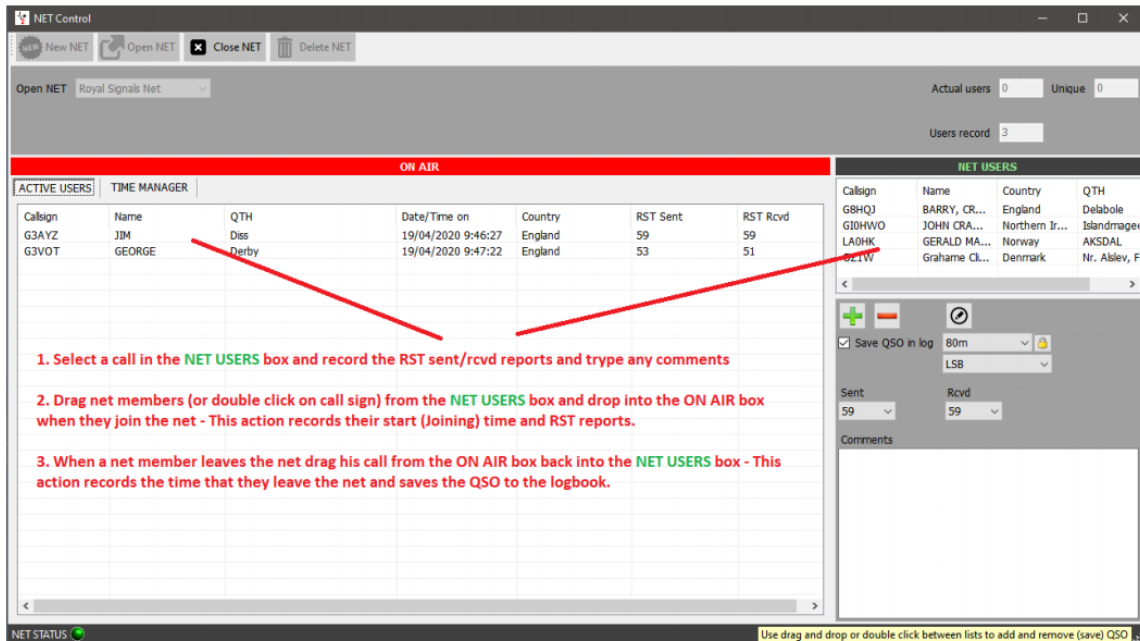 NET Control
NEW New NET Open NET Close NET Delete NET
Open NET Royal Signals Net Actual users 0 Unique 0
Users record 3
ON AIR
NET USERS
ACTIVE USERS TIME MANAGER
Callsign Name QTH Date/Time on Country RST Sent RST Rcvd
G3AYZ JIM Diss 19/04/2020 9:46:27 England 59 59
G3VOT GEORGE Derby 19/04/2020 9:47:22 England 53 51
Callsign Name Country QTH
G8HQJ BARRY, CR... England Delabole
GI0HWO JOHN CRA... Northern Ir... Islandmagee
LA0HK GERALD MA... Norway AKSDAL
Grahame Cli... Denmark Nr. Alslev, F
Save QSO in log 80m
LSB
Sent Rcvd
59 59
Comments
1. Select a call in the NET USERS box and record the RST sent/rcvd reports and trype any comments
2. Drag net members (or double click on call sign) from the NET USERS box and drop into the ON AIR box
when they join the net - This action records their start (Joining) time and RST reports.
3. When a net member leaves the net drag his call from the ON AIR box back into the NET USERS box - This
action records the time that they leave the net and saves the QSO to the logbook.
NET STATUS
Use drag and drop or double click between lists to add and remove (save) QSO